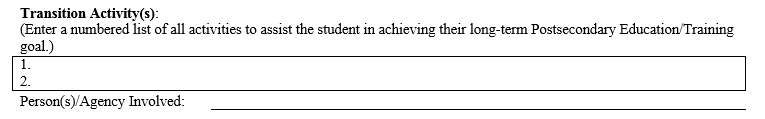 Transition Activity(s):
(Enter a numbered list of all activities to assist the student in achieving their long-term Postsecondary Education/Training
goal.)
1.
2.
Person(s)/Agency Involved: